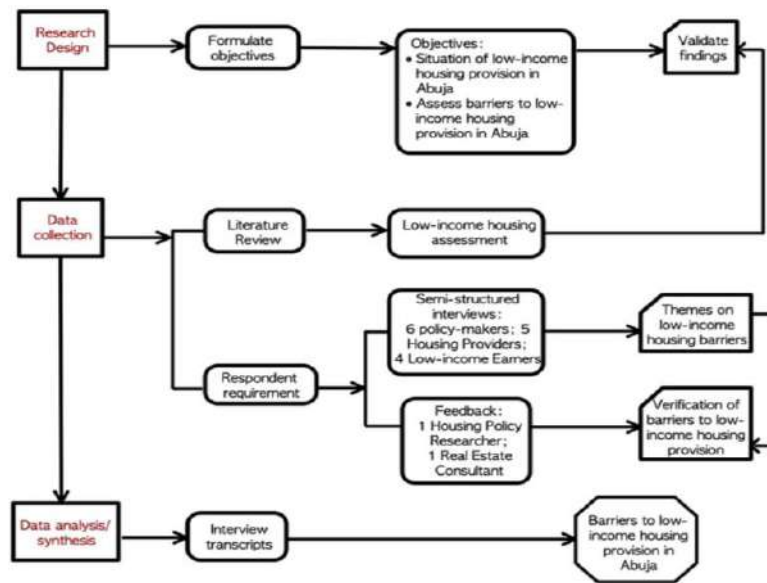 Research
Design
Formulate
objectives
Objectives:
• Situation of low-income
housing provision in
Abuja
• Assess barriers to low-
income housing
provision in Abuja
Validate
findings
Data
collection
Literature
Review
Low-income housing
assessment
Semi-structured
interviews:
6 policy-makers; 5
Housing Providers;
4 Low-income Earners
Themes on
low-income
housing barriers
Respondent
requirement
Feedback:
1 Housing Policy
Researcher;
1 Real Estate
Consultant
Verification of
barriers to low-
income housing
provision
Data analysis/
synthesis
Interview
transcripts
Barriers to low-
income housing
provision in
Abuja